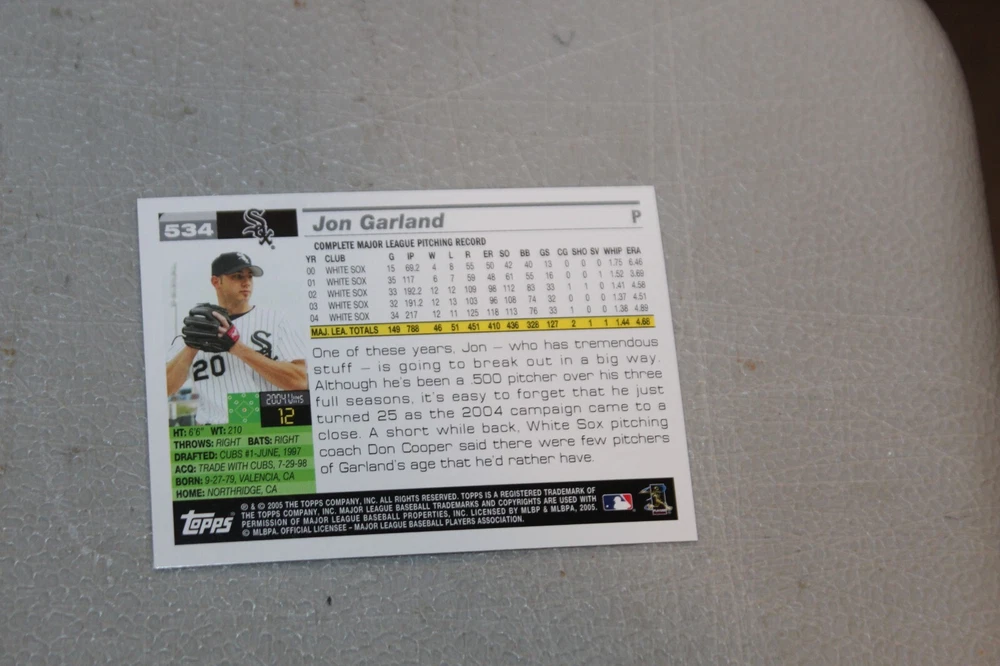 534
Sox
Jon Garland P
COMPLETE MAJOR LEAGUE PITCHING RECORD
YR CLUB G IP W L R ER SO BB GS CG SHO SV WHIP ERA
00 WHITE SOX 15 69.2 4 8 55 50 42 40 13 0 0 0 1.75 6.46
01 WHITE SOX 35 117 6 7 59 48 61 55 16 0 0 1 1.52 3.69
02 WHITE SOX 33 192.2 12 12 109 98 112 83 33 1 1 0 1.41 4.58
03 WHITE SOX 32 191.2 12 13 103 96 108 74 32 0 0 0 1.37 4.51
04 WHITE SOX 34 217 12 11 125 118 113 76 33 1 0 0 1.38 4.89
MAJ. LEA. TOTALS 149 788 46 51 451 410 436 328 127 2 1 1 1.44 4.68
Sox
20
2004 Wins
12
HT: 6'6" WT: 210
THROWS: RIGHT BATS: RIGHT
DRAFTED: CUBS #1-JUNE, 1997
ACQ: TRADE WITH CUBS, 7-29-98
BORN: 9-27-79, VALENCIA, CA
HOME: NORTHRIDGE, CA
One of these years, Jon – who has tremendous
stuff – is going to break out in a big way.
Although he's been a .500 pitcher over his three
full seasons, it's easy to forget that he just
turned 25 as the 2004 campaign came to a
close. A short while back, White Sox pitching
coach Don Cooper said there were few pitchers
of Garland's age that he'd rather have.
Topps
® & © 2005 THE TOPPS COMPANY, INC. ALL RIGHTS RESERVED. TOPPS IS A REGISTERED TRADEMARK OF
THE TOPPS COMPANY, INC. MAJOR LEAGUE BASEBALL TRADEMARKS AND COPYRIGHTS ARE USED WITH
PERMISSION OF MAJOR LEAGUE BASEBALL PROPERTIES, INC. LICENSED BY MLBP & MLBPA, 2005.
© MLBPA. OFFICIAL LICENSEE – MAJOR LEAGUE BASEBALL PLAYERS ASSOCIATION.